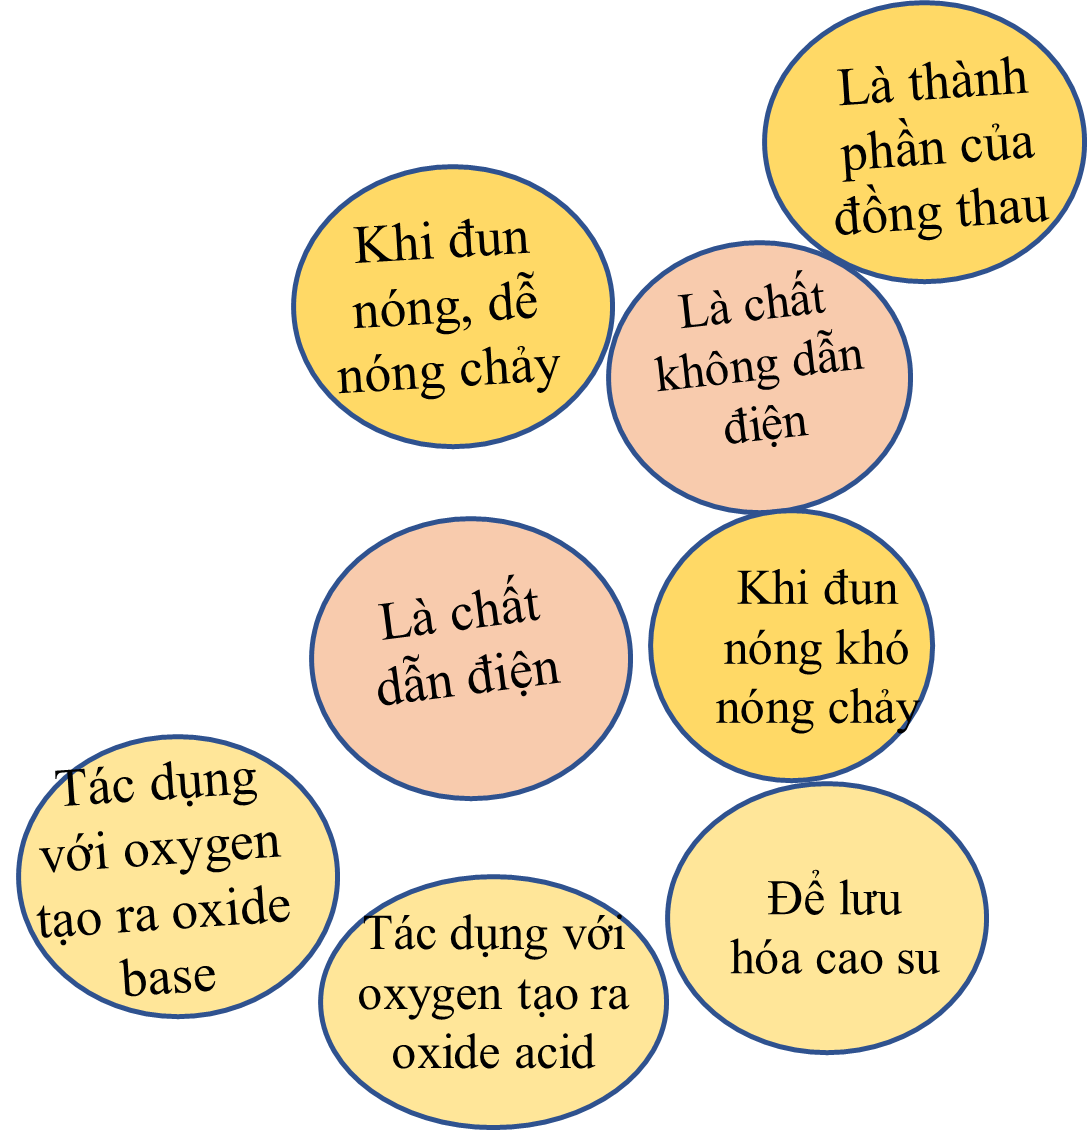 Là thành
phần của
đồng thau
Khi đun
nóng, dễ
nóng chảy
Là chất
không dẫn
điện
Là chất
dẫn điện
Khi đun
nóng khó
nóng chảy
Tác dụng
với oxygen
tạo ra oxide
base
Tác dụng với
oxygen tạo ra
oxide acid
Để lưu
hóa cao su